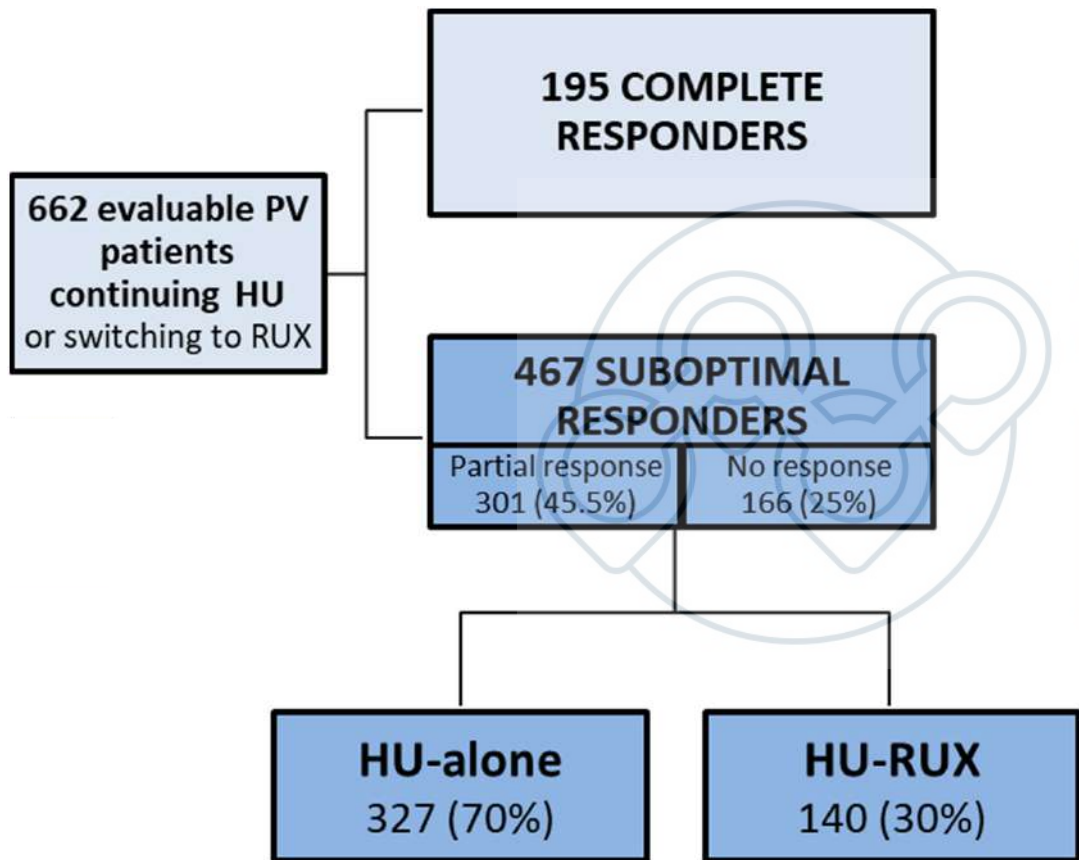 195 COMPLETE
RESPONDERS
662 evaluable PV
patients
continuing HU
or switching to RUX
467 SUBOPTIMAL
RESPONDERS
Partial response
301 (45.5%)
No response
166 (25%)
HU-alone
327 (70%)
HU-RUX
140 (30%)